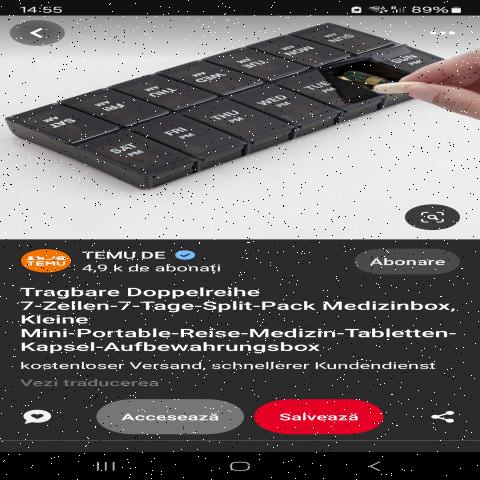 14:55
89%
SUN
MON
TUE
WED
THU
FRI
SAT
SUN
TUE
WED
THU
FRI
SAT
PM
TEMU
TEMU DE
4,9 k de abonați
Abonare
Tragbare Doppelreihe
7-Zellen-7-Tage-Split-Pack Medizinbox,
Kleine
Mini-Portable-Reise-Medizin-Tabletten-
Kapsel-Aufbewahrungsbox
kostenloser Versand, schnellerer Kundendienst
Vezi traducerea
Accesează
Salvează